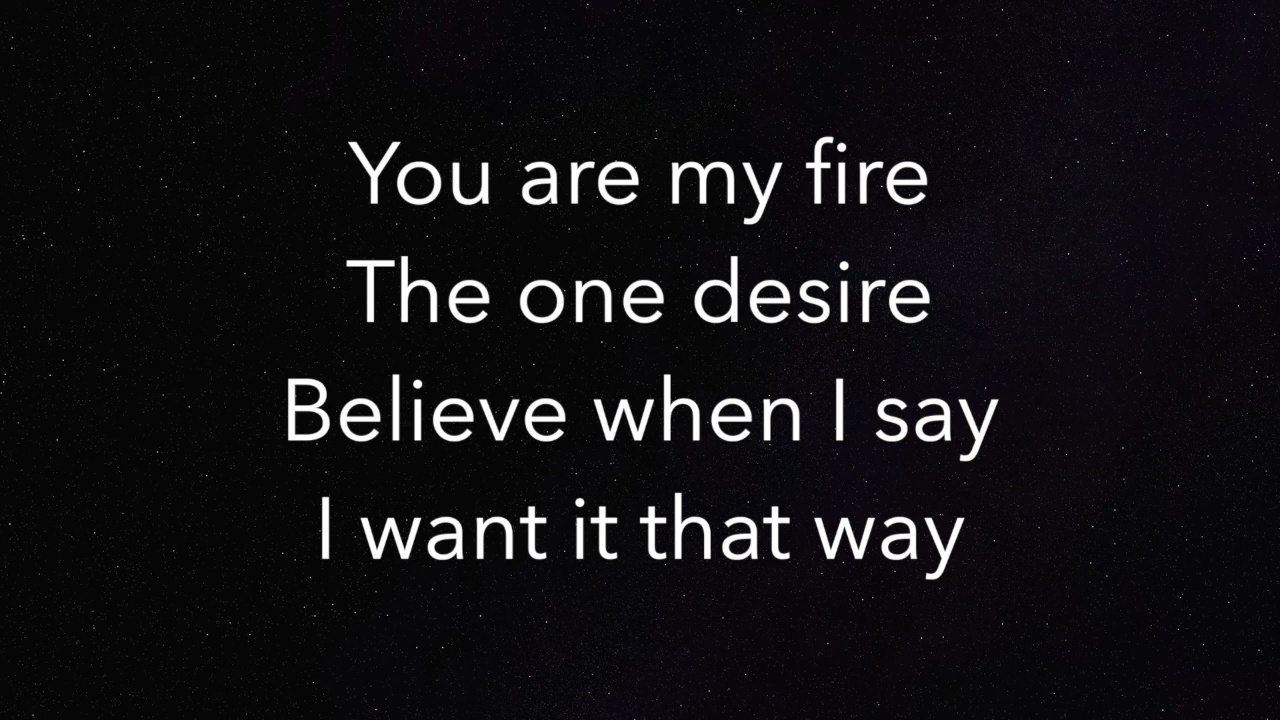 You are my fire
The one desire
Believe when I say
I want it that way